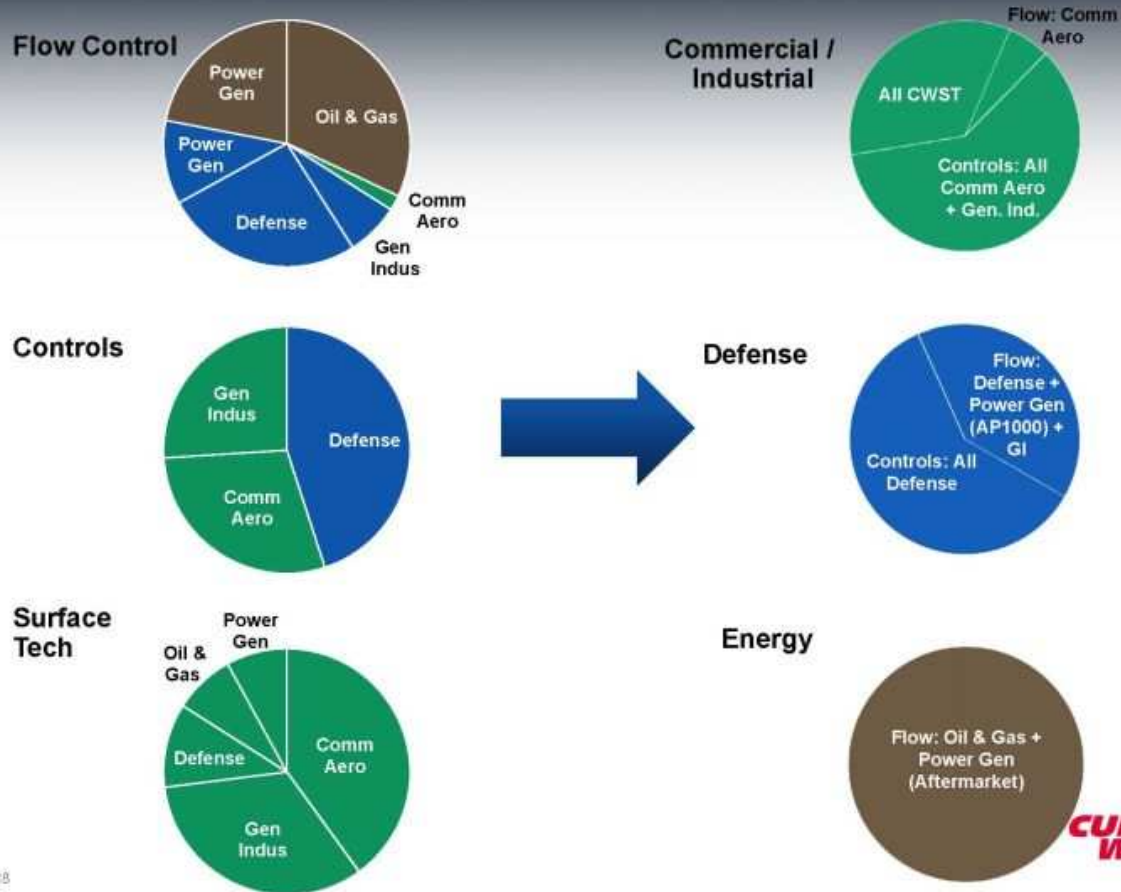 Flow Control
Power
Gen
Oil & Gas
Power
Gen
Defense
Comm
Aero
Gen
Indus
Commercial /
Industrial
Flow: Comm
Aero
All CWST
Controls: All
Comm Aero
+ Gen. Ind.
Controls
Gen
Indus
Defense
Comm
Aero
Defense
Flow:
Defense +
Power Gen
(AP1000) +
GI
Controls: All
Defense
Surface
Tech
Power
Gen
Oil &
Gas
Defense
Comm
Aero
Gen
Indus
Energy
Flow: Oil & Gas +
Power Gen
(Aftermarket)